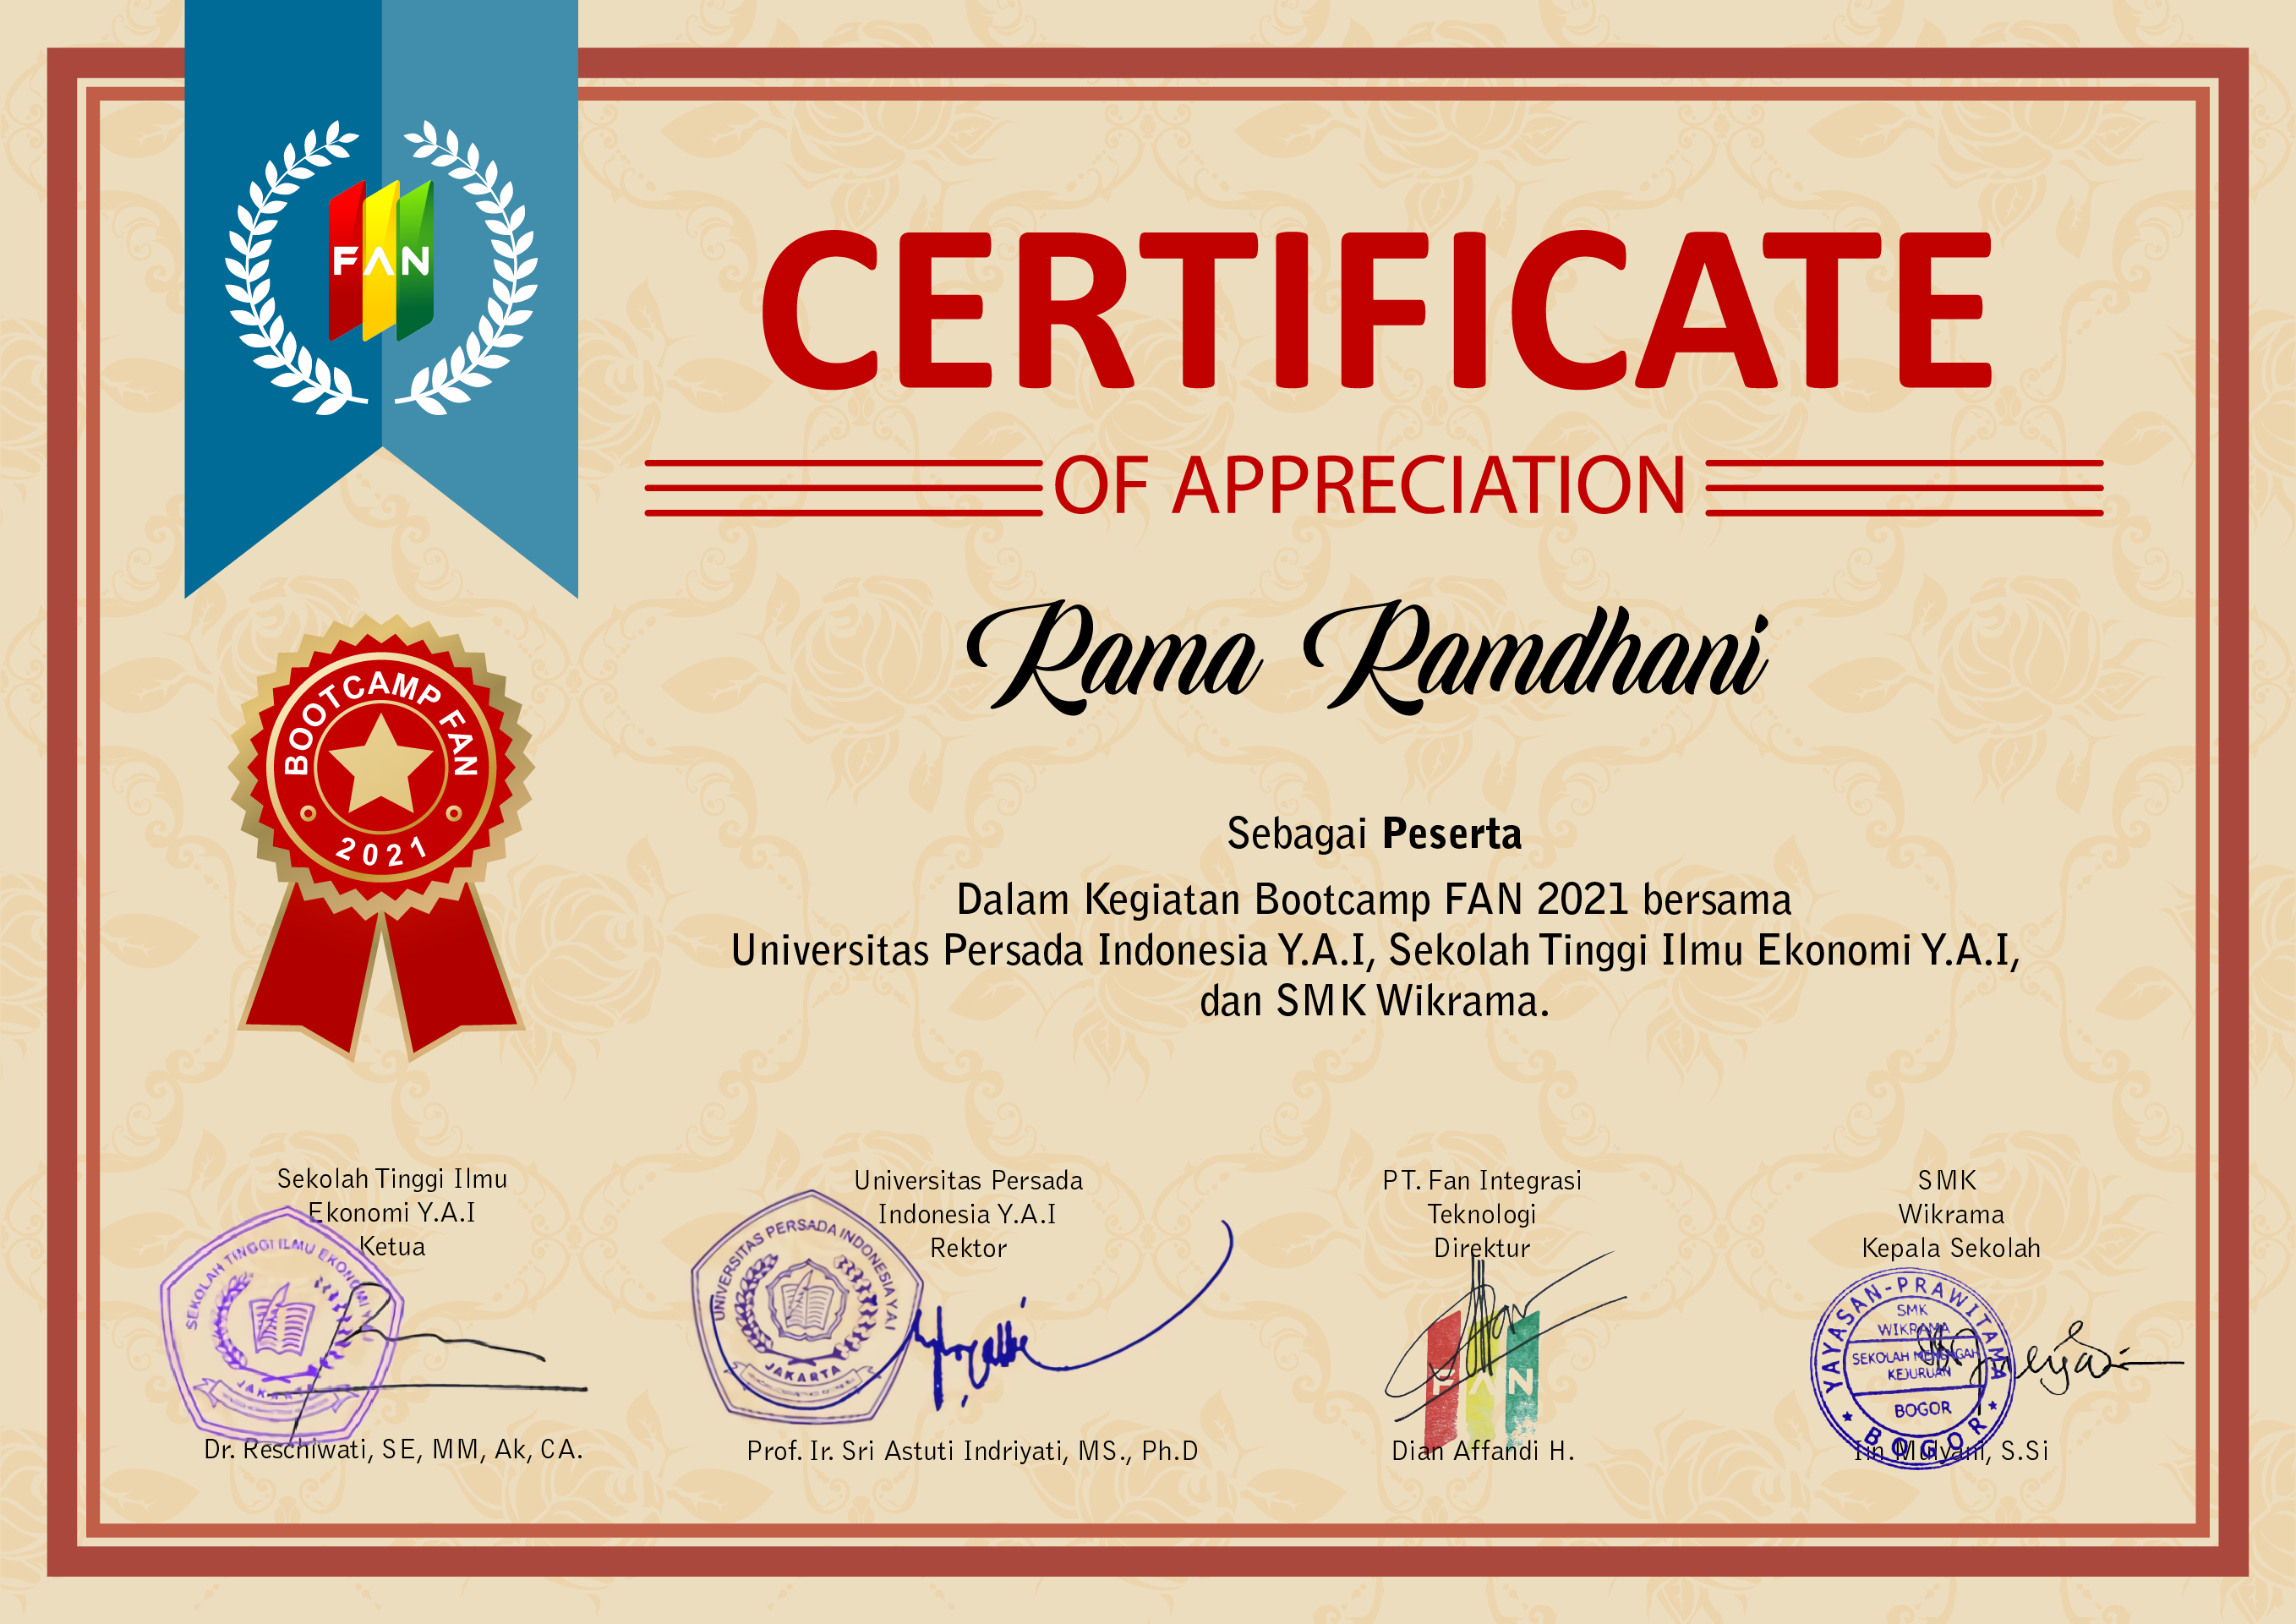 FAN
CERTIFICATE
OF APPRECIATION
Rama Ramdhani
BOOTCAMP FAN
2021
Sebagai Peserta
Dalam Kegiatan Bootcamp FAN 2021 bersama
Universitas Persada Indonesia Y.A.I, Sekolah Tinggi Ilmu Ekonomi Y.A.I,
dan SMK Wikrama.
Sekolah Tinggi Ilmu
Ekonomi Y.A.I
Ketua
SEKOLAH TINGGI ILMU EKONOMI Y.A.I
JAKARTA
Dr. Reschiwati, SE, MM, Ak, CA.
Universitas Persada
Indonesia Y.A.I
Rektor
UNIVERSITAS PERSADA INDONESIA Y.A.I
JAKARTA
Prof. Ir. Sri Astuti Indriyati, MS., Ph.D
PT. Fan Integrasi
Teknologi
Direktur
FAN
Dian Affandi H.
SMK
Wikrama
Kepala Sekolah
YAYASAN-PRAWITAMA
SMK
WIKRAMA
SEKOLAH MENENGAH
KEJURUAN
BOGOR
BOGOR
Iin Mulyani, S.Si